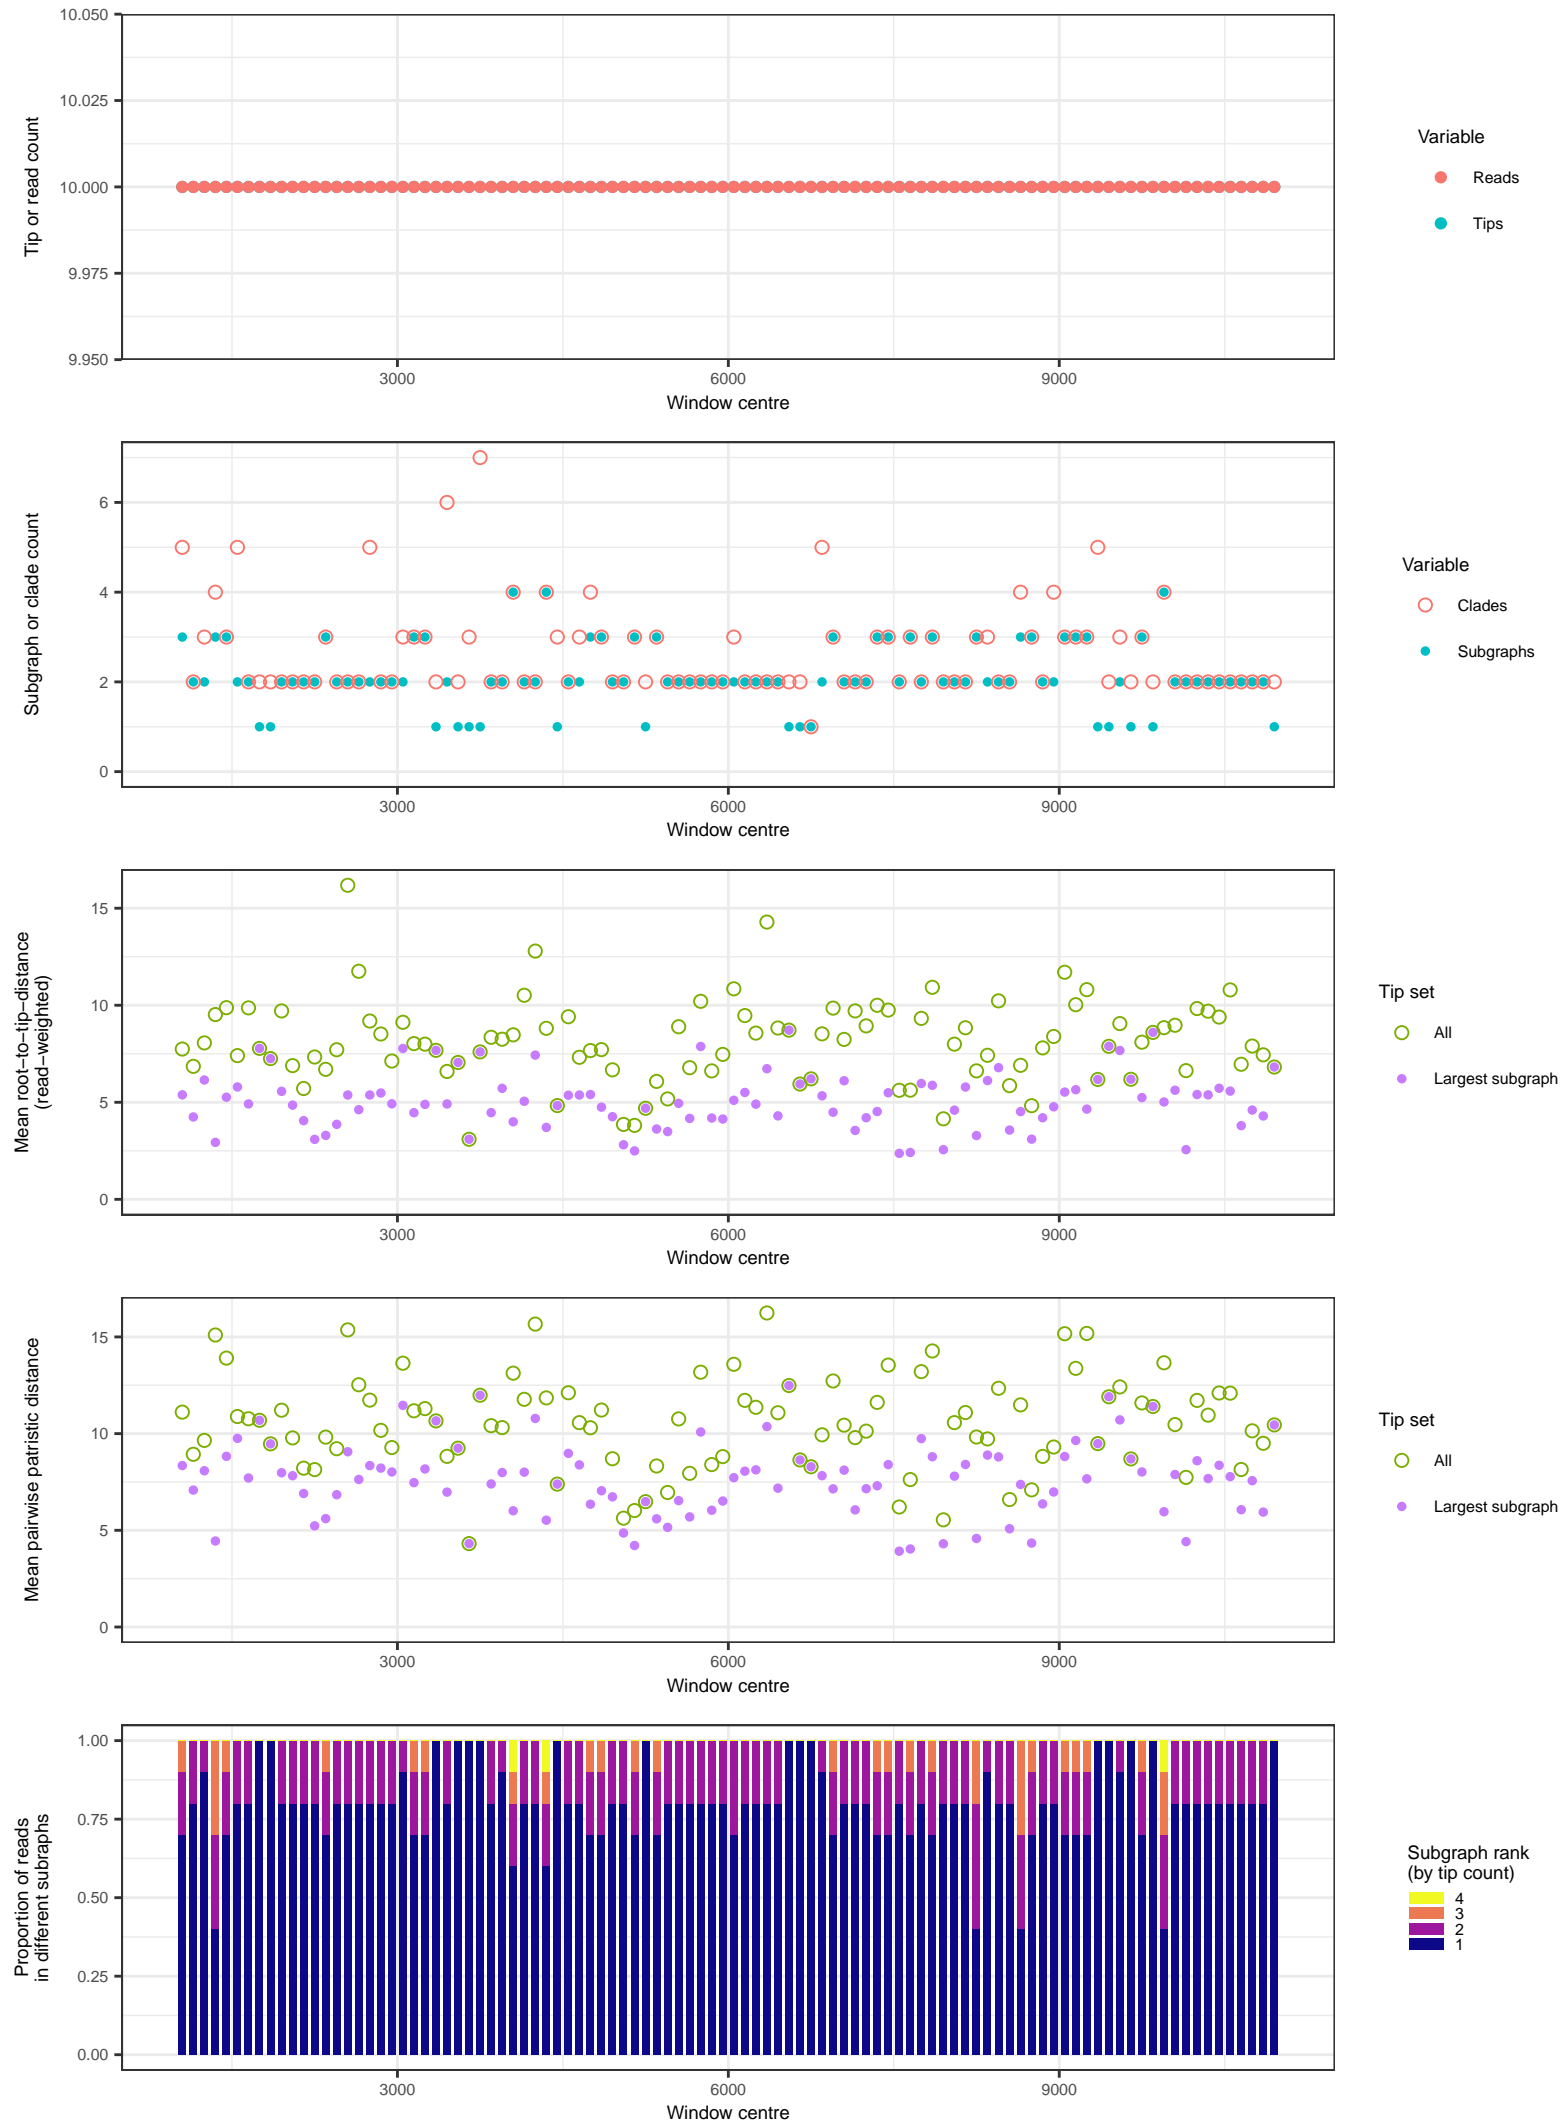 10.050
10.025
10.000
9.975
9.950
Tip or read count
3000 6000 9000
Window centre
Variable
Reads
Tips
6
4
2
0
Subgraph or clade count
3000 6000 9000
Window centre
Variable
Clades
Subgraphs
15
10
5
0
Mean root−to−tip−distance
(read−weighted)
3000 6000 9000
Window centre
Tip set
All
Largest subgraph
15
10
5
0
Mean pairwise patristic distance
3000 6000 9000
Window centre
Tip set
All
Largest subgraph
1.00
0.75
0.50
0.25
0.00
Proportion of reads
in different subraphs
3000 6000 9000
Window centre
Subgraph rank
(by tip count)
4
3
2
1